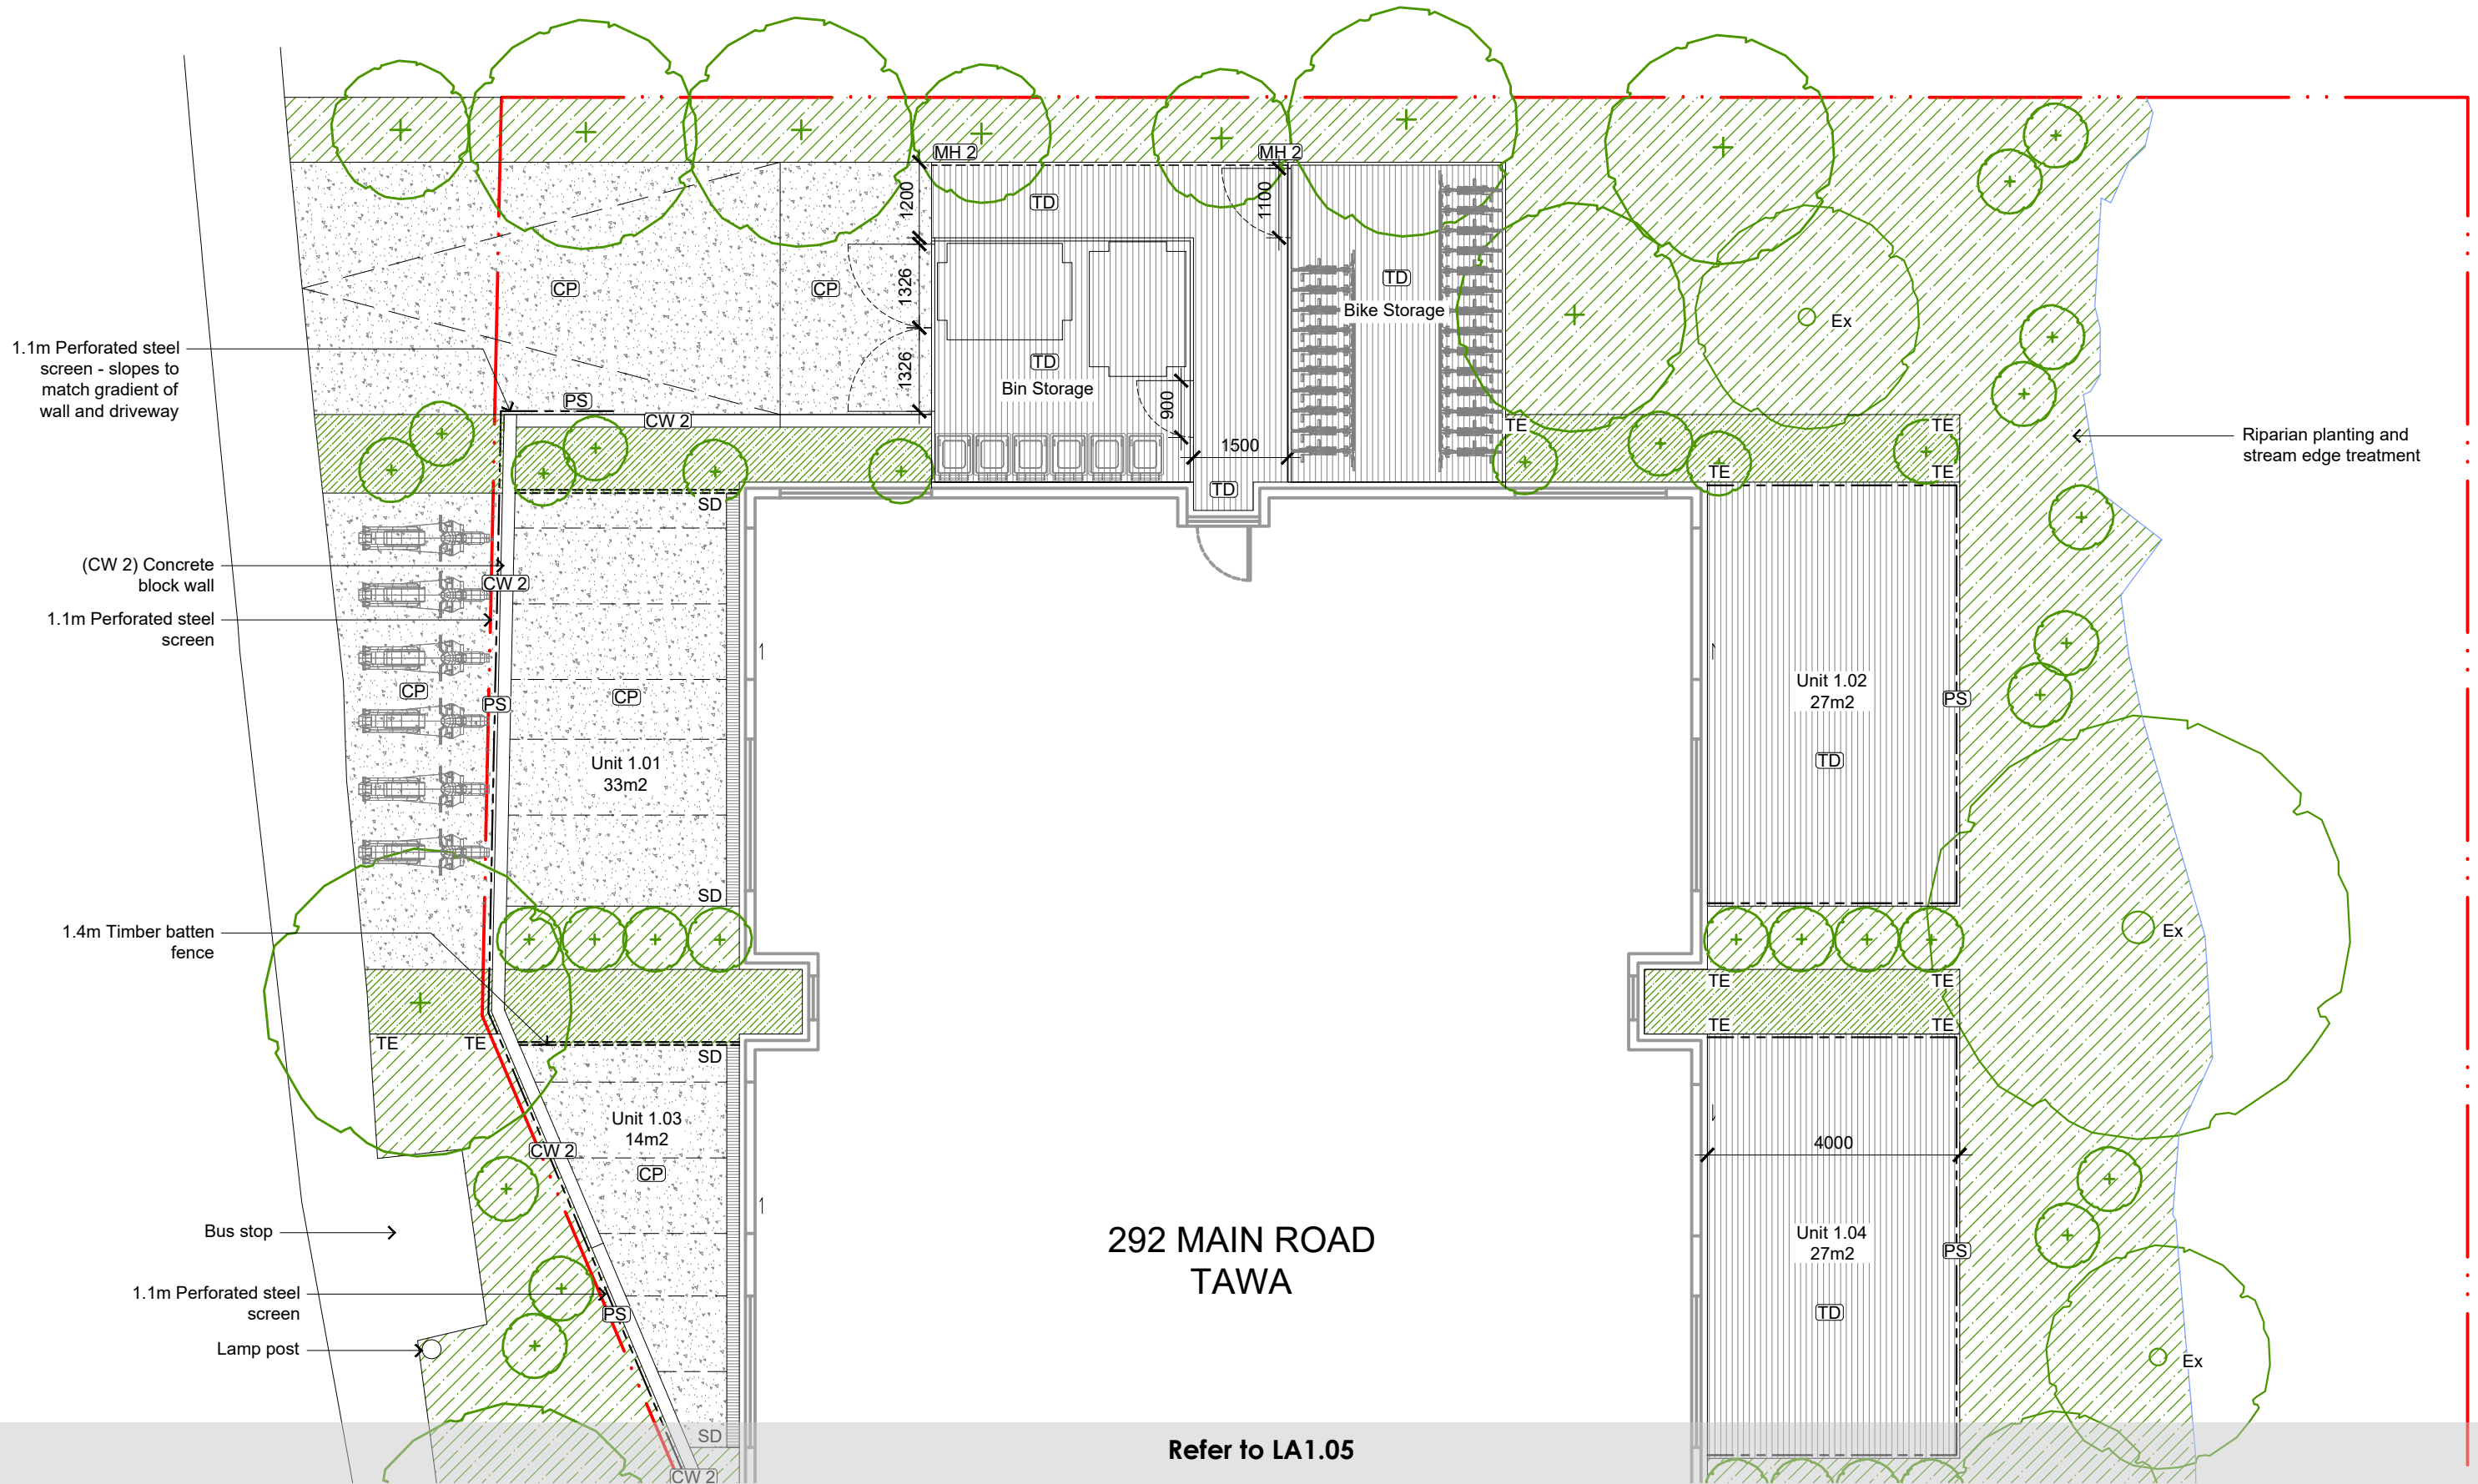 MH 2
MH 2
1200
TD
1100
1326
CP
CP
TD
Bike Storage
Ex
1.1m Perforated steel
screen - slopes to
match gradient of
wall and driveway
1326
TD
Bin Storage
PS
CW 2
900
TE
TE
1500
Riparian planting and
stream edge treatment
TE
TE
TD
SD
(CW 2) Concrete
block wall
CW 2
1.1m Perforated steel
screen
CP
PS
CP
Unit 1.01
33m2
Unit 1.02
27m2
PS
TD
SD
1.4m Timber batten
fence
Ex
TE
TE
TE
TE
TE
TE
SD
Unit 1.03
14m2
CW 2
CP
4000
Bus stop
292 MAIN ROAD
TAWA
Unit 1.04
27m2
PS
1.1m Perforated steel
screen
PS
TD
Lamp post
Ex
SD
Refer to LA1.05
CW 2